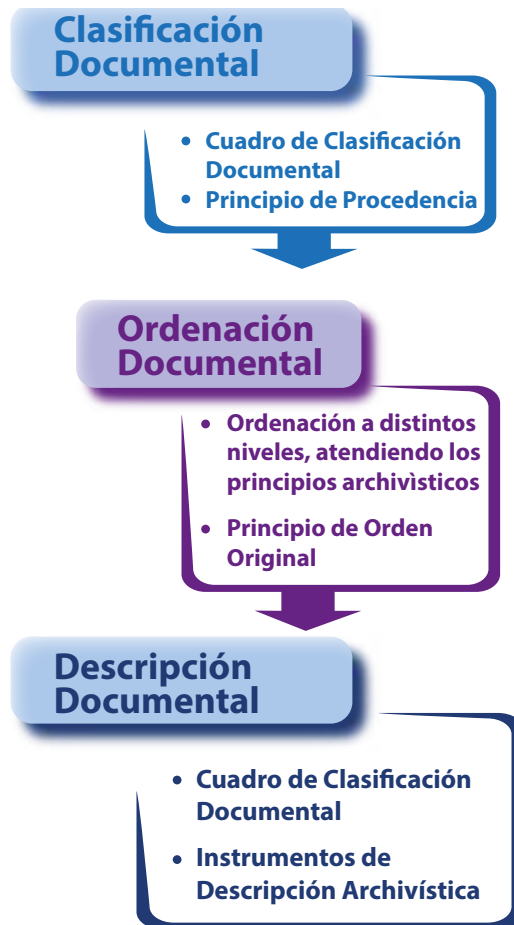 Clasificación
Documental
• Cuadro de Clasificación
Documental
• Principio de Procedencia
Ordenación
Documental
• Ordenación a distintos
niveles, atendiendo los
principios archivìsticos
• Principio de Orden
Original
Descripción
Documental
• Cuadro de Clasificación
Documental
• Instrumentos de
Descripción Archivística